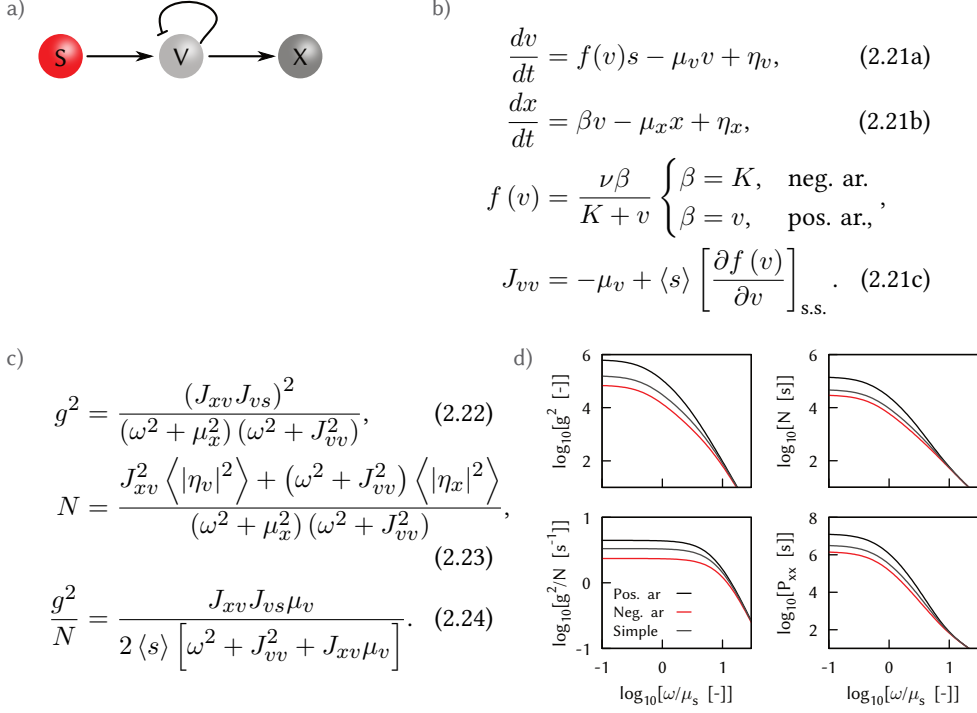 a)
S V X
b)
dv/dt = f(v)s − μ_v v + η_v, (2.21a)
dx/dt = βv − μ_x x + η_x, (2.21b)
f (v) = νβ/(K + v) { β = K, neg. ar.
β = v, pos. ar., ,
J_vv = −μ_v + ⟨s⟩ [∂f (v)/∂v]_s.s. . (2.21c)
c)
g² = (J_xv J_vs)² / ((ω² + μ_x²) (ω² + J_vv²)), (2.22)
N = (J_xv² ⟨|η_v|²⟩ + (ω² + J_vv²) ⟨|η_x|²⟩) / ((ω² + μ_x²) (ω² + J_vv²)),
(2.23)
g²/N = J_xv J_vs μ_v / (2 ⟨s⟩ [ω² + J_vv² + J_xv μ_v]). (2.24)
d)
log₁₀[g² [-]]
6
4
2
log₁₀[N [s]]
6
4
2
log₁₀[g²/N [s⁻¹]]
1
0
-1
Pos. ar
Neg. ar
Simple
-1 0 1
log₁₀[ω/μ_s [-]]
log₁₀[P_xx [s]]
8
6
4
2
-1 0 1
log₁₀[ω/μ_s [-]]